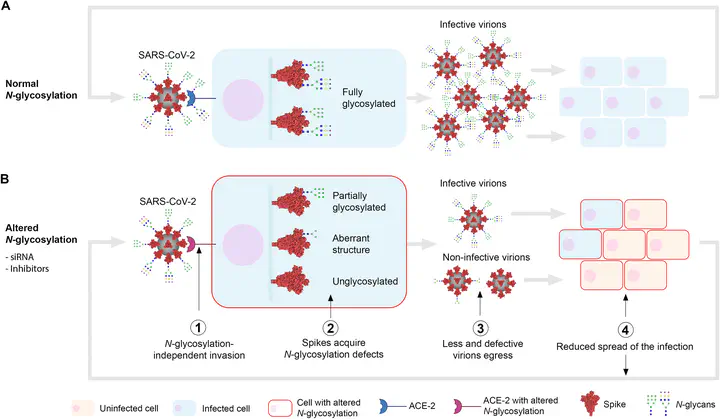 A
SARS-CoV-2
Infective virions
Normal
N-glycosylation
Fully
glycosylated
B
SARS-CoV-2
Infective virions
Altered
N-glycosylation
- siRNA
- Inhibitors
Partially
glycosylated
Aberrant
structure
Unglycosylated
Non-infective virions
1
N-glycosylation-
independent invasion
2
Spikes acquire
N-glycosylation defects
3
Less and defective
virions egress
4
Reduced spread of the infection
Uninfected cell
Infected cell
Cell with altered
N-glycosylation
ACE-2
ACE-2 with altered
N-glycosylation
Spike
N-glycans